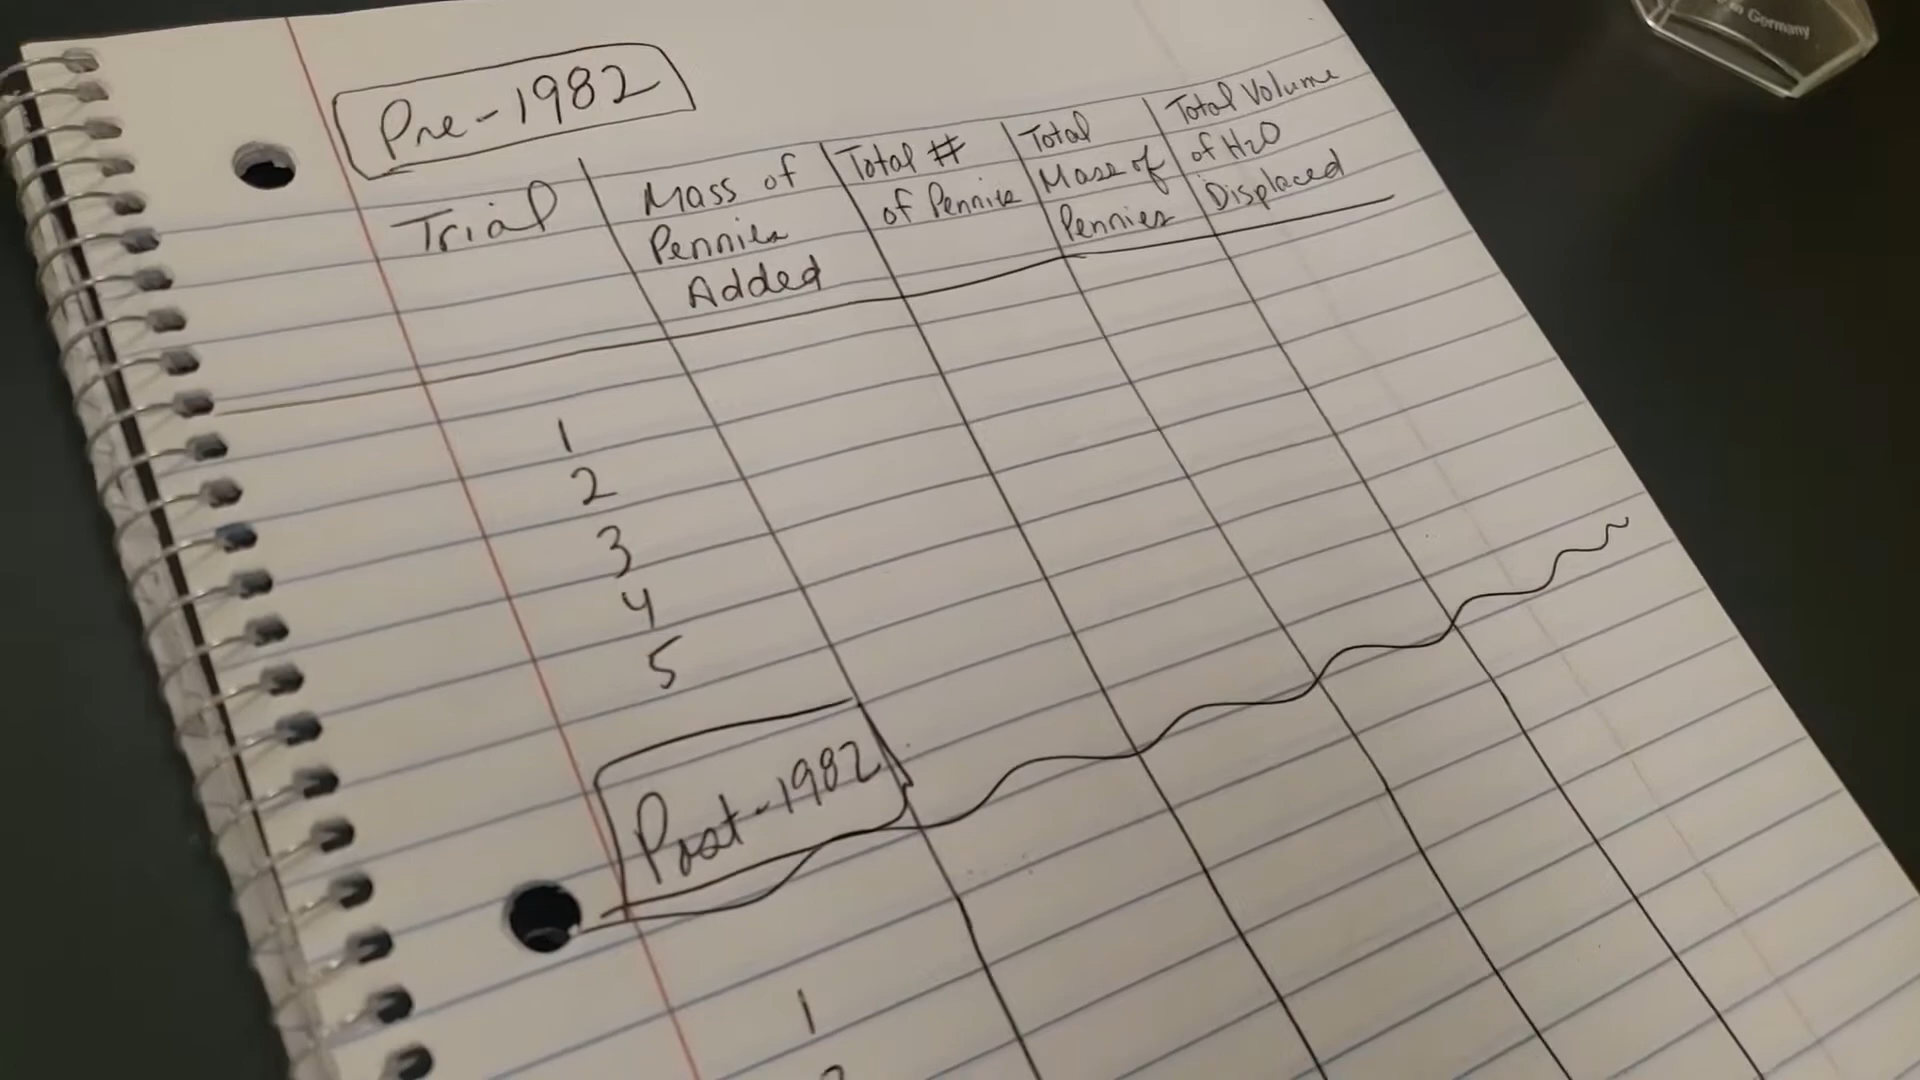 Pre-1982
Trial
Mass of
Pennies
Added
Total #
of Pennies
Total
Mass of
Pennies
Total Volume
of H2O
Displaced
1
2
3
4
5
Post-1982
1
in Germany